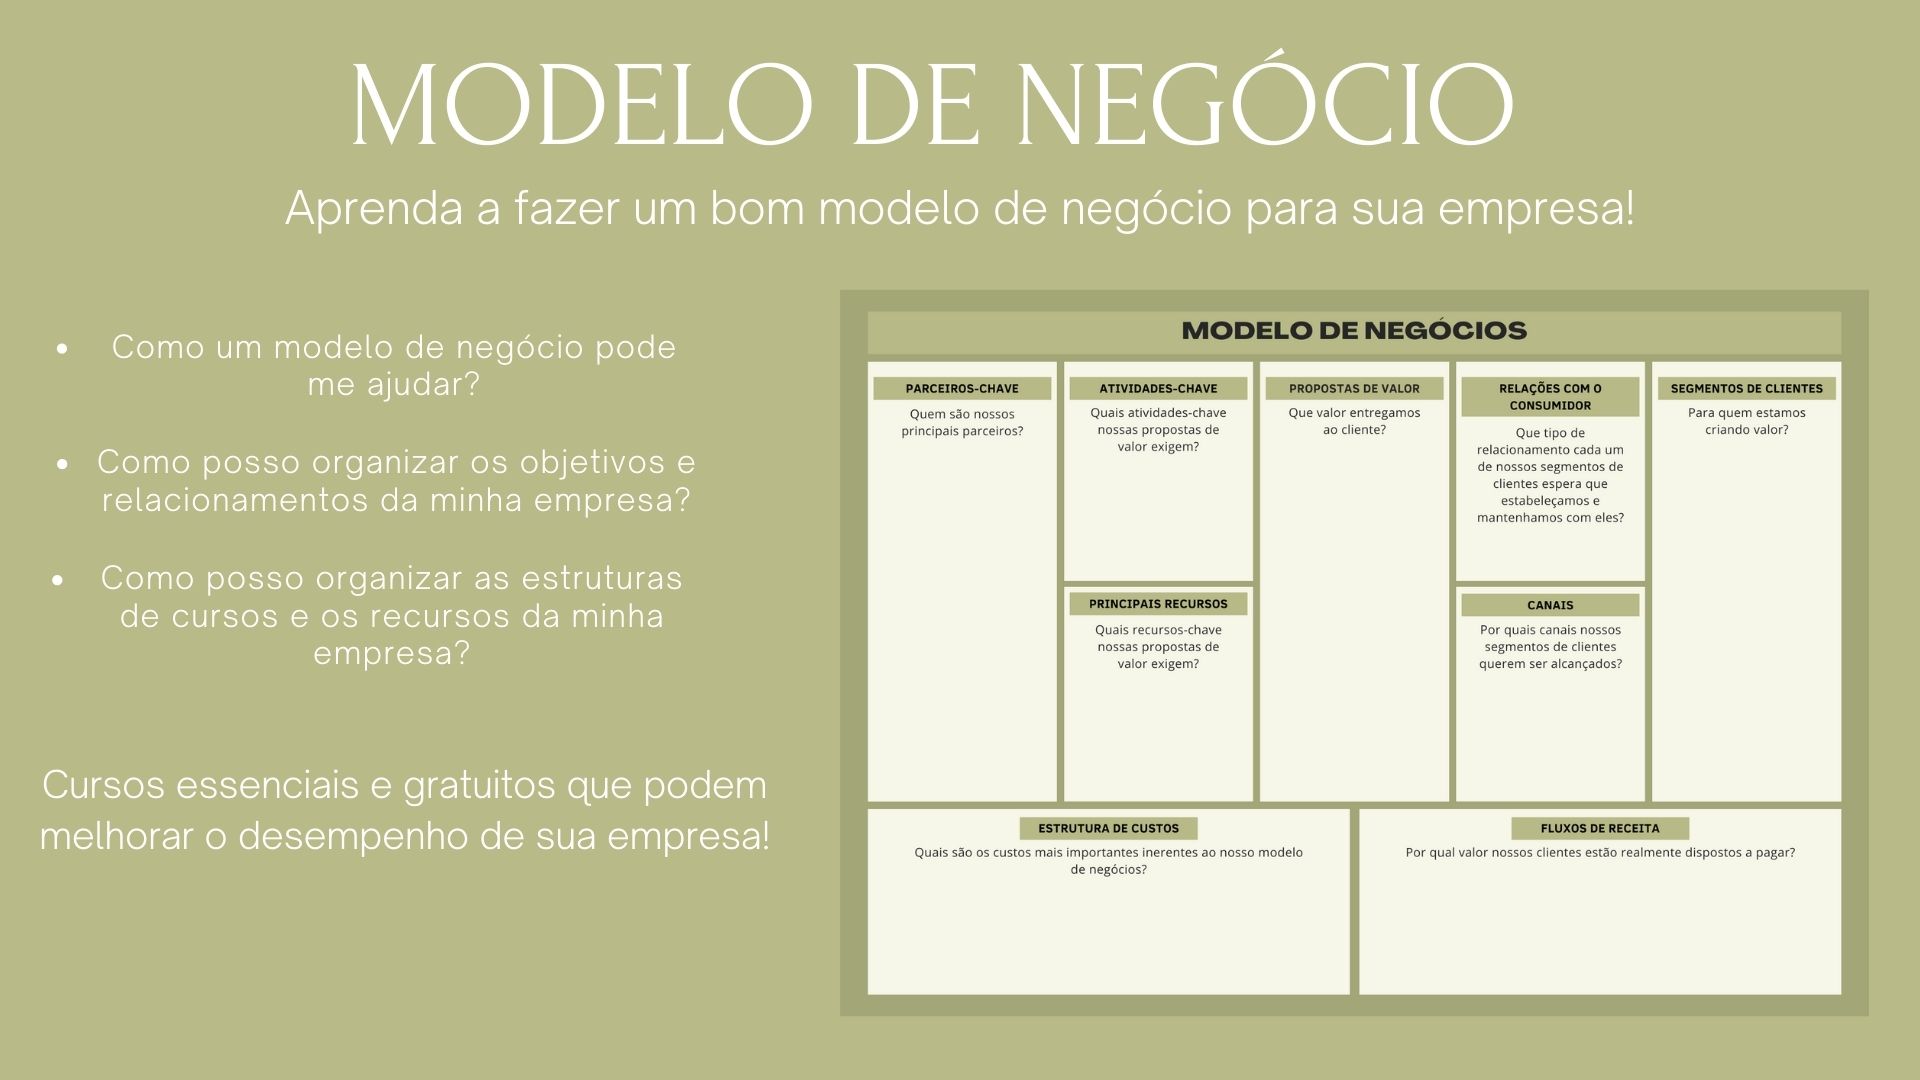 MODELO DE NEGÓCIO
Aprenda a fazer um bom modelo de negócio para sua empresa!
• Como um modelo de negócio pode
me ajudar?
• Como posso organizar os objetivos e
relacionamentos da minha empresa?
• Como posso organizar as estruturas
de cursos e os recursos da minha
empresa?
Cursos essenciais e gratuitos que podem
melhorar o desempenho de sua empresa!
MODELO DE NEGÓCIOS
PARCEIROS-CHAVE
Quem são nossos
principais parceiros?
ATIVIDADES-CHAVE
Quais atividades-chave
nossas propostas de
valor exigem?
PRINCIPAIS RECURSOS
Quais recursos-chave
nossas propostas de
valor exigem?
PROPOSTAS DE VALOR
Que valor entregamos
ao cliente?
RELAÇÕES COM O
CONSUMIDOR
Que tipo de
relacionamento cada um
de nossos segmentos de
clientes espera que
estabeleçamos e
mantenhamos com eles?
CANAIS
Por quais canais nossos
segmentos de clientes
querem ser alcançados?
SEGMENTOS DE CLIENTES
Para quem estamos
criando valor?
ESTRUTURA DE CUSTOS
Quais são os custos mais importantes inerentes ao nosso modelo
de negócios?
FLUXOS DE RECEITA
Por qual valor nossos clientes estão realmente dispostos a pagar?